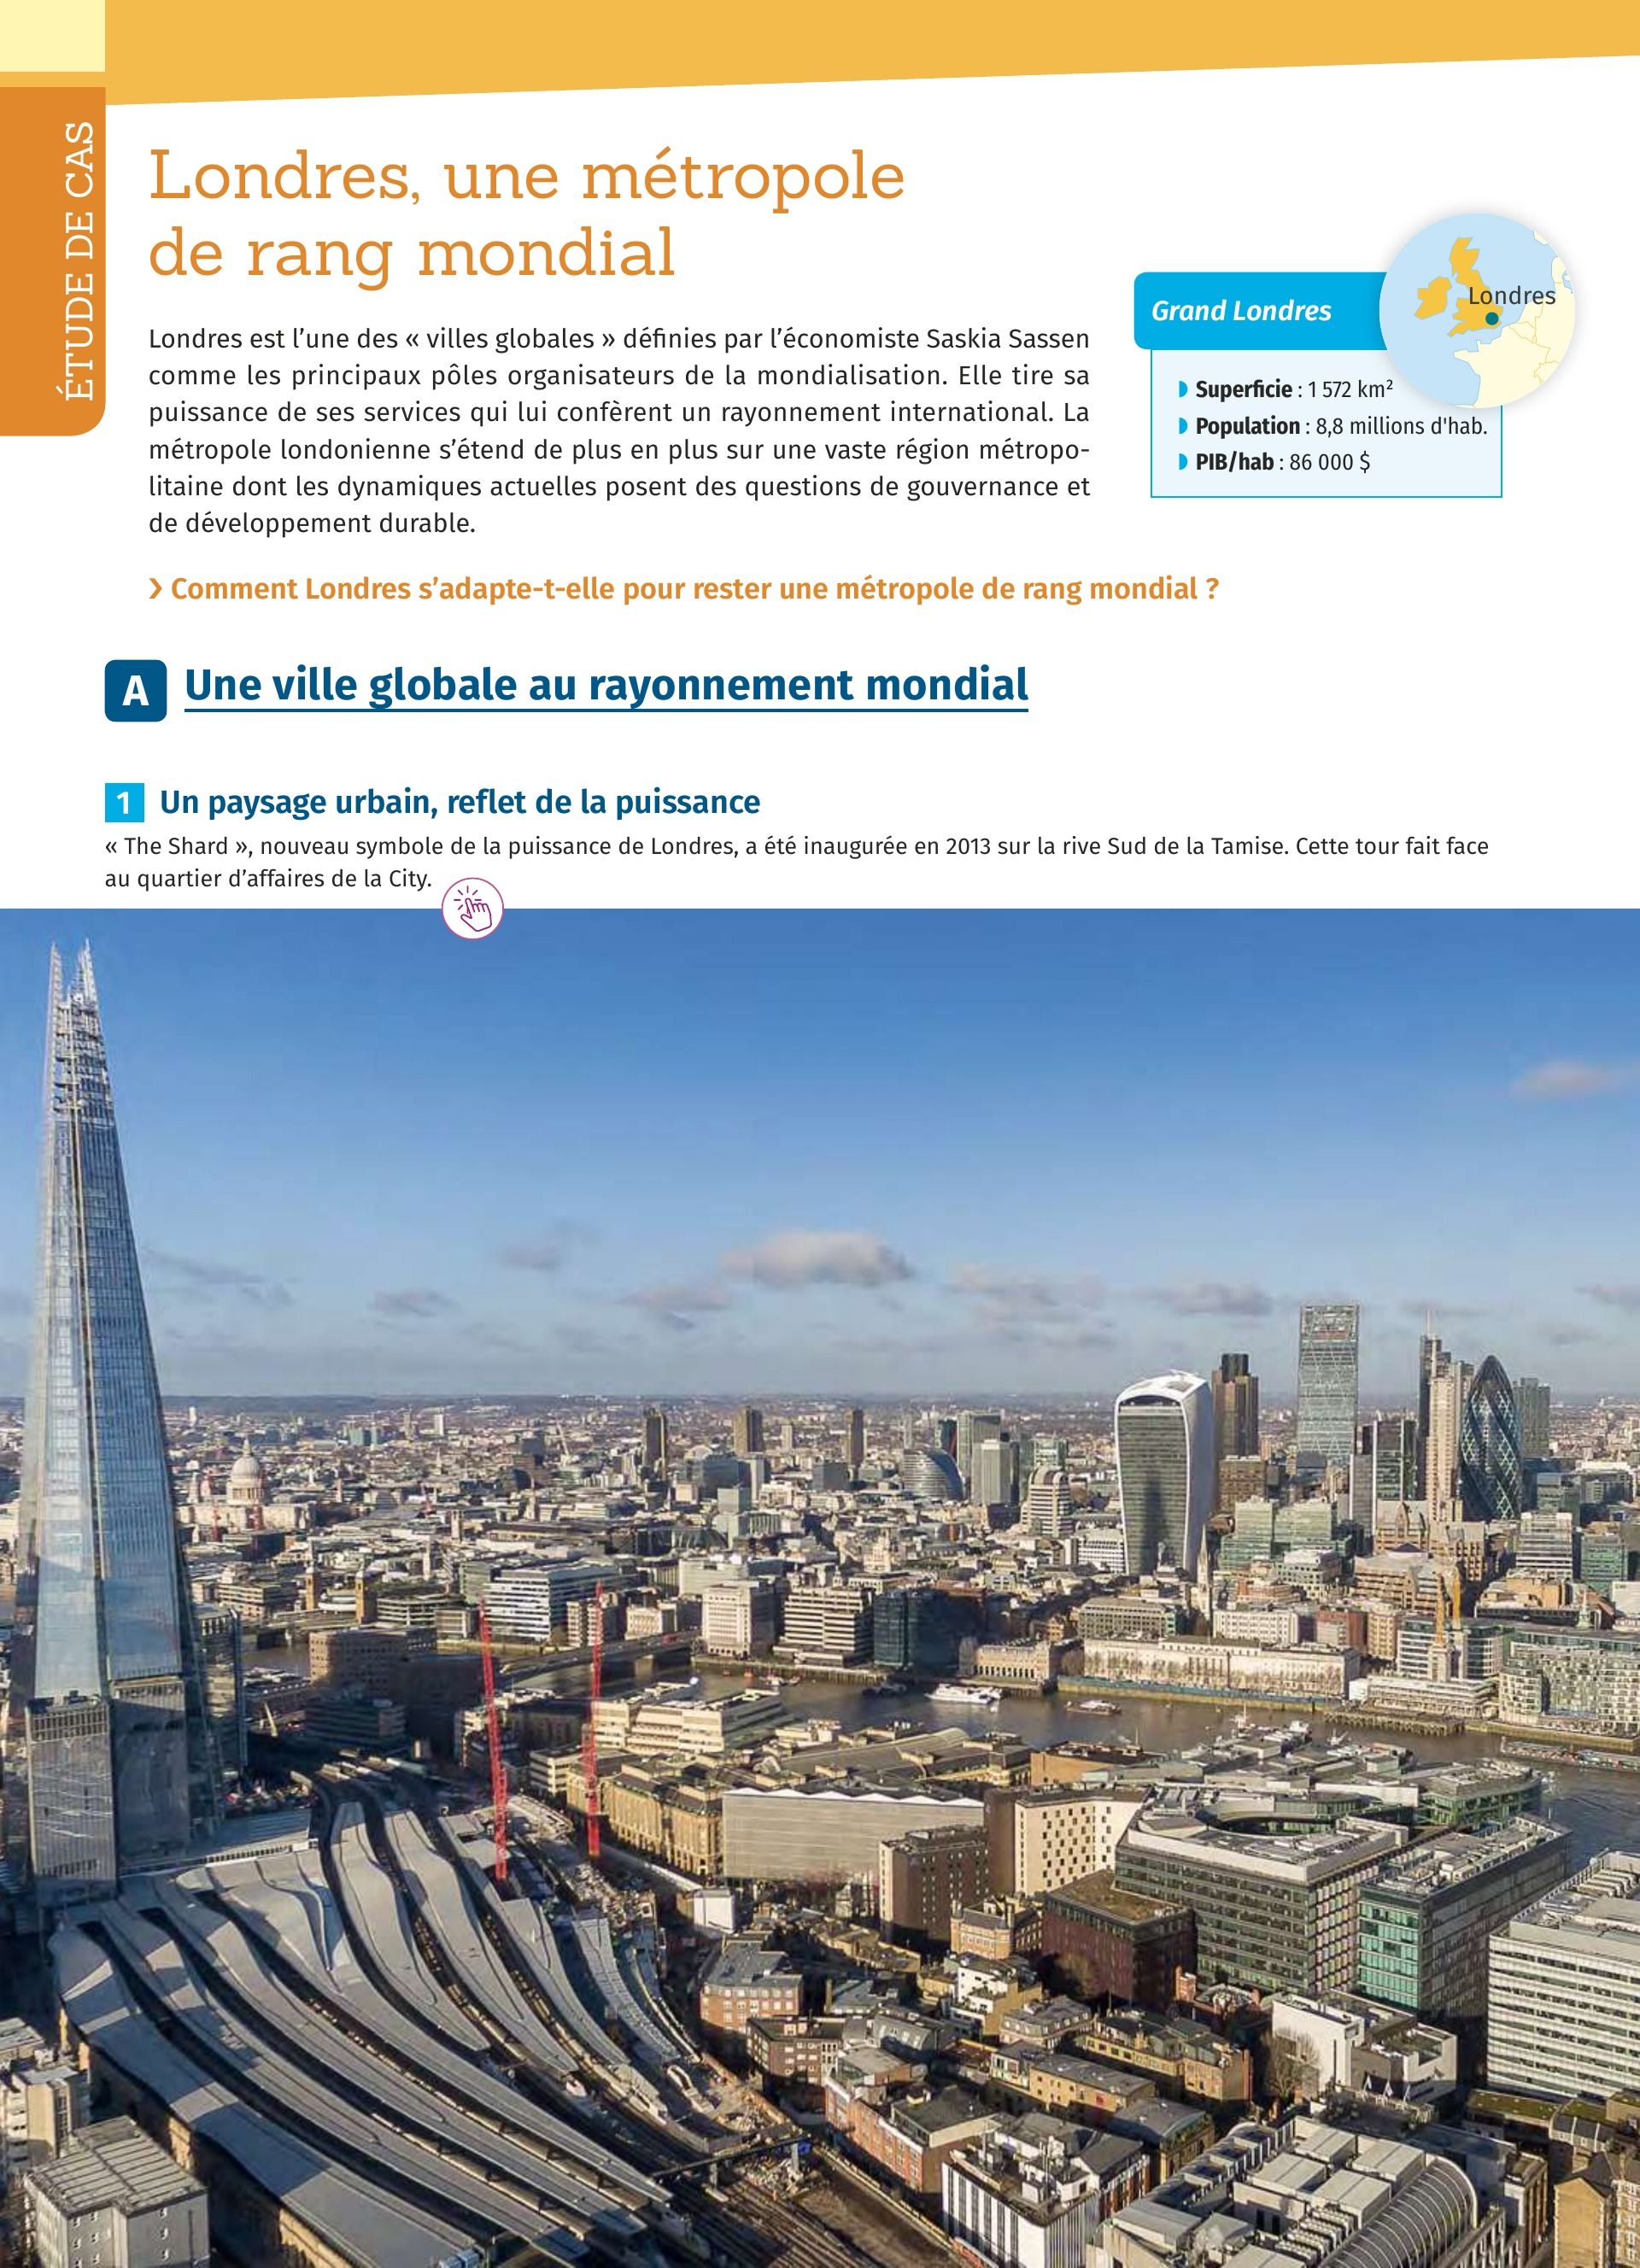 ÉTUDE DE CAS
Londres, une métropole
de rang mondial
Londres est l’une des « villes globales » définies par l’économiste Saskia Sassen
comme les principaux pôles organisateurs de la mondialisation. Elle tire sa
puissance de ses services qui lui confèrent un rayonnement international. La
métropole londonienne s’étend de plus en plus sur une vaste région métropo-
litaine dont les dynamiques actuelles posent des questions de gouvernance et
de développement durable.
Grand Londres
Londres
Superficie : 1 572 km²
Population : 8,8 millions d'hab.
PIB/hab : 86 000 $
› Comment Londres s’adapte-t-elle pour rester une métropole de rang mondial ?
A Une ville globale au rayonnement mondial
1 Un paysage urbain, reflet de la puissance
« The Shard », nouveau symbole de la puissance de Londres, a été inaugurée en 2013 sur la rive Sud de la Tamise. Cette tour fait face
au quartier d’affaires de la City.